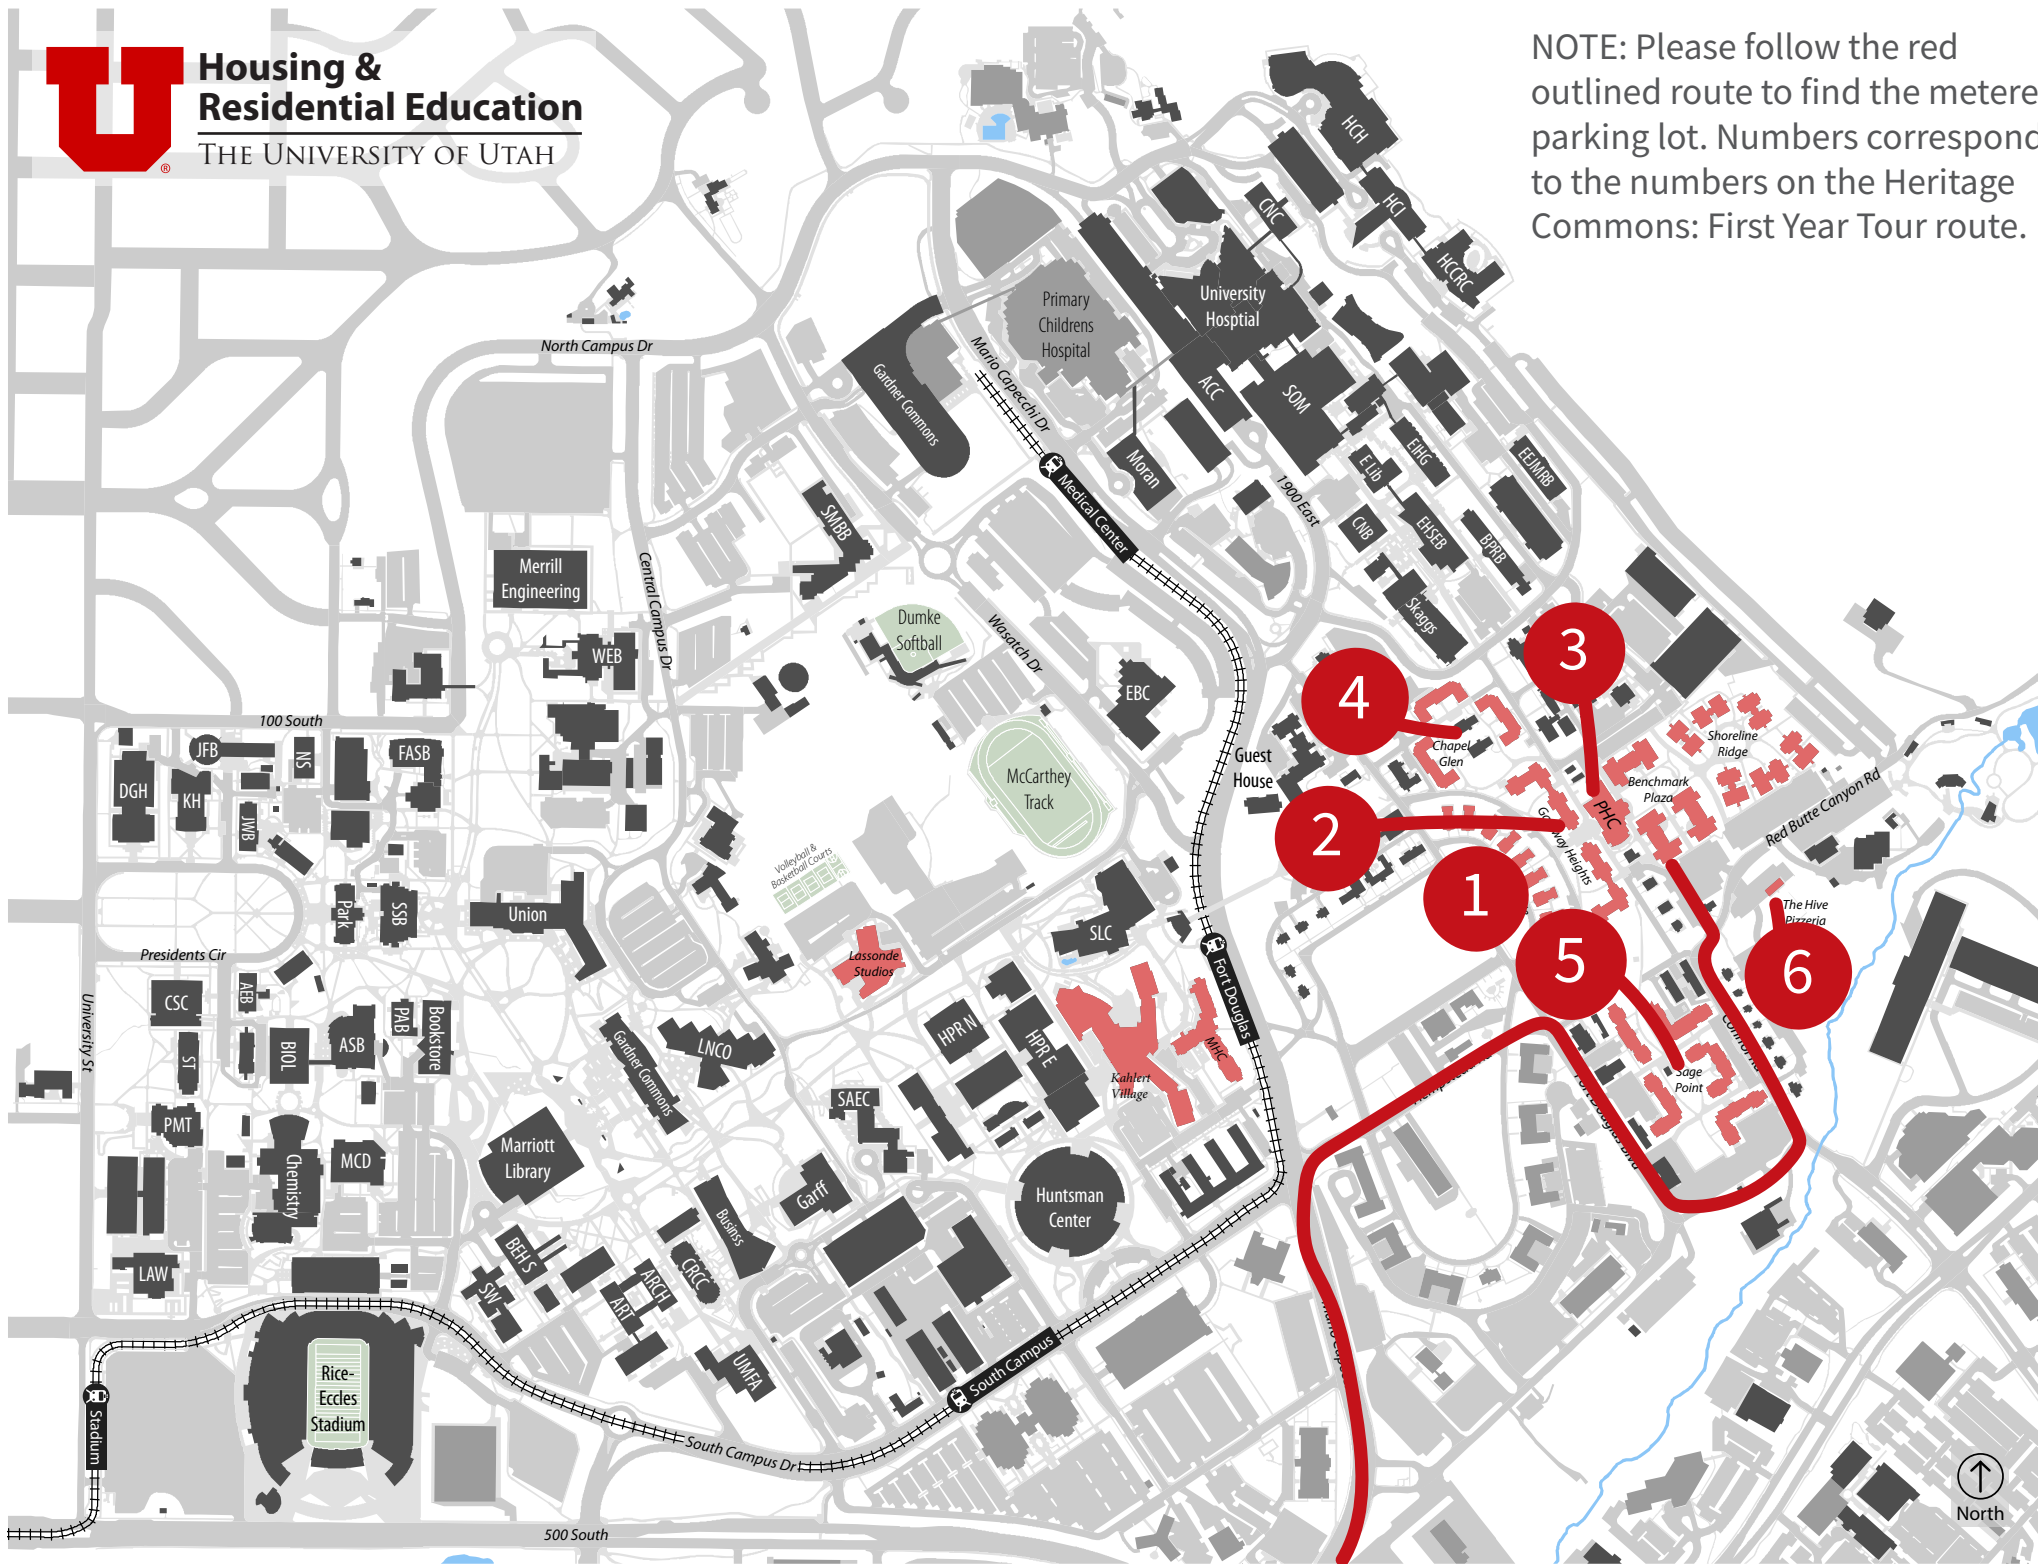 Housing &
Residential Education
THE UNIVERSITY OF UTAH
®
NOTE: Please follow the red
outlined route to find the metere
parking lot. Numbers correspond
to the numbers on the Heritage
Commons: First Year Tour route.
HCH
CNC
HCI
HCCRC
University
Hosptial
Primary
Childrens
Hospital
North Campus Dr
Mario Capecchi Dr
Gardner Commons
ACC
SOM
Moran
Medical Center
1900 East
E Lib
EIHG
EEJMRB
CNB
EHSEB
BPRB
Skaggs
SMBB
Merrill
Engineering
Central Campus Dr
WEB
Dumke
Softball
Wasatch Dr
EBC
3
4
Chapel
Glen
Shoreline
Ridge
100 South
JFB
NS
FASB
DGH
KH
JWB
McCarthey
Track
Guest
House
Benchmark
Plaza
PHC
Red Butte Canyon Rd
2
Heights
1
Volleyball &
Basketball Courts
Park
SSB
Union
SLC
The Hive
Pizzeria
5
6
Presidents Cir
Lassonde
Studios
Fort Douglas
CSC
AEB
PAB
Bookstore
University St
ST
BIOL
ASB
Gardner Commons
LNCO
HPR N
HPR E
MHC
Kahlert
Village
Sage
Point
SAEC
PMT
Chemistry
MCD
Marriott
Library
Garff
Huntsman
Center
Businss
LAW
BEH S
SW
ART
ARCH
CRCC
UMFA
Rice-
Eccles
Stadium
Stadium
South Campus
South Campus Dr
500 South
North